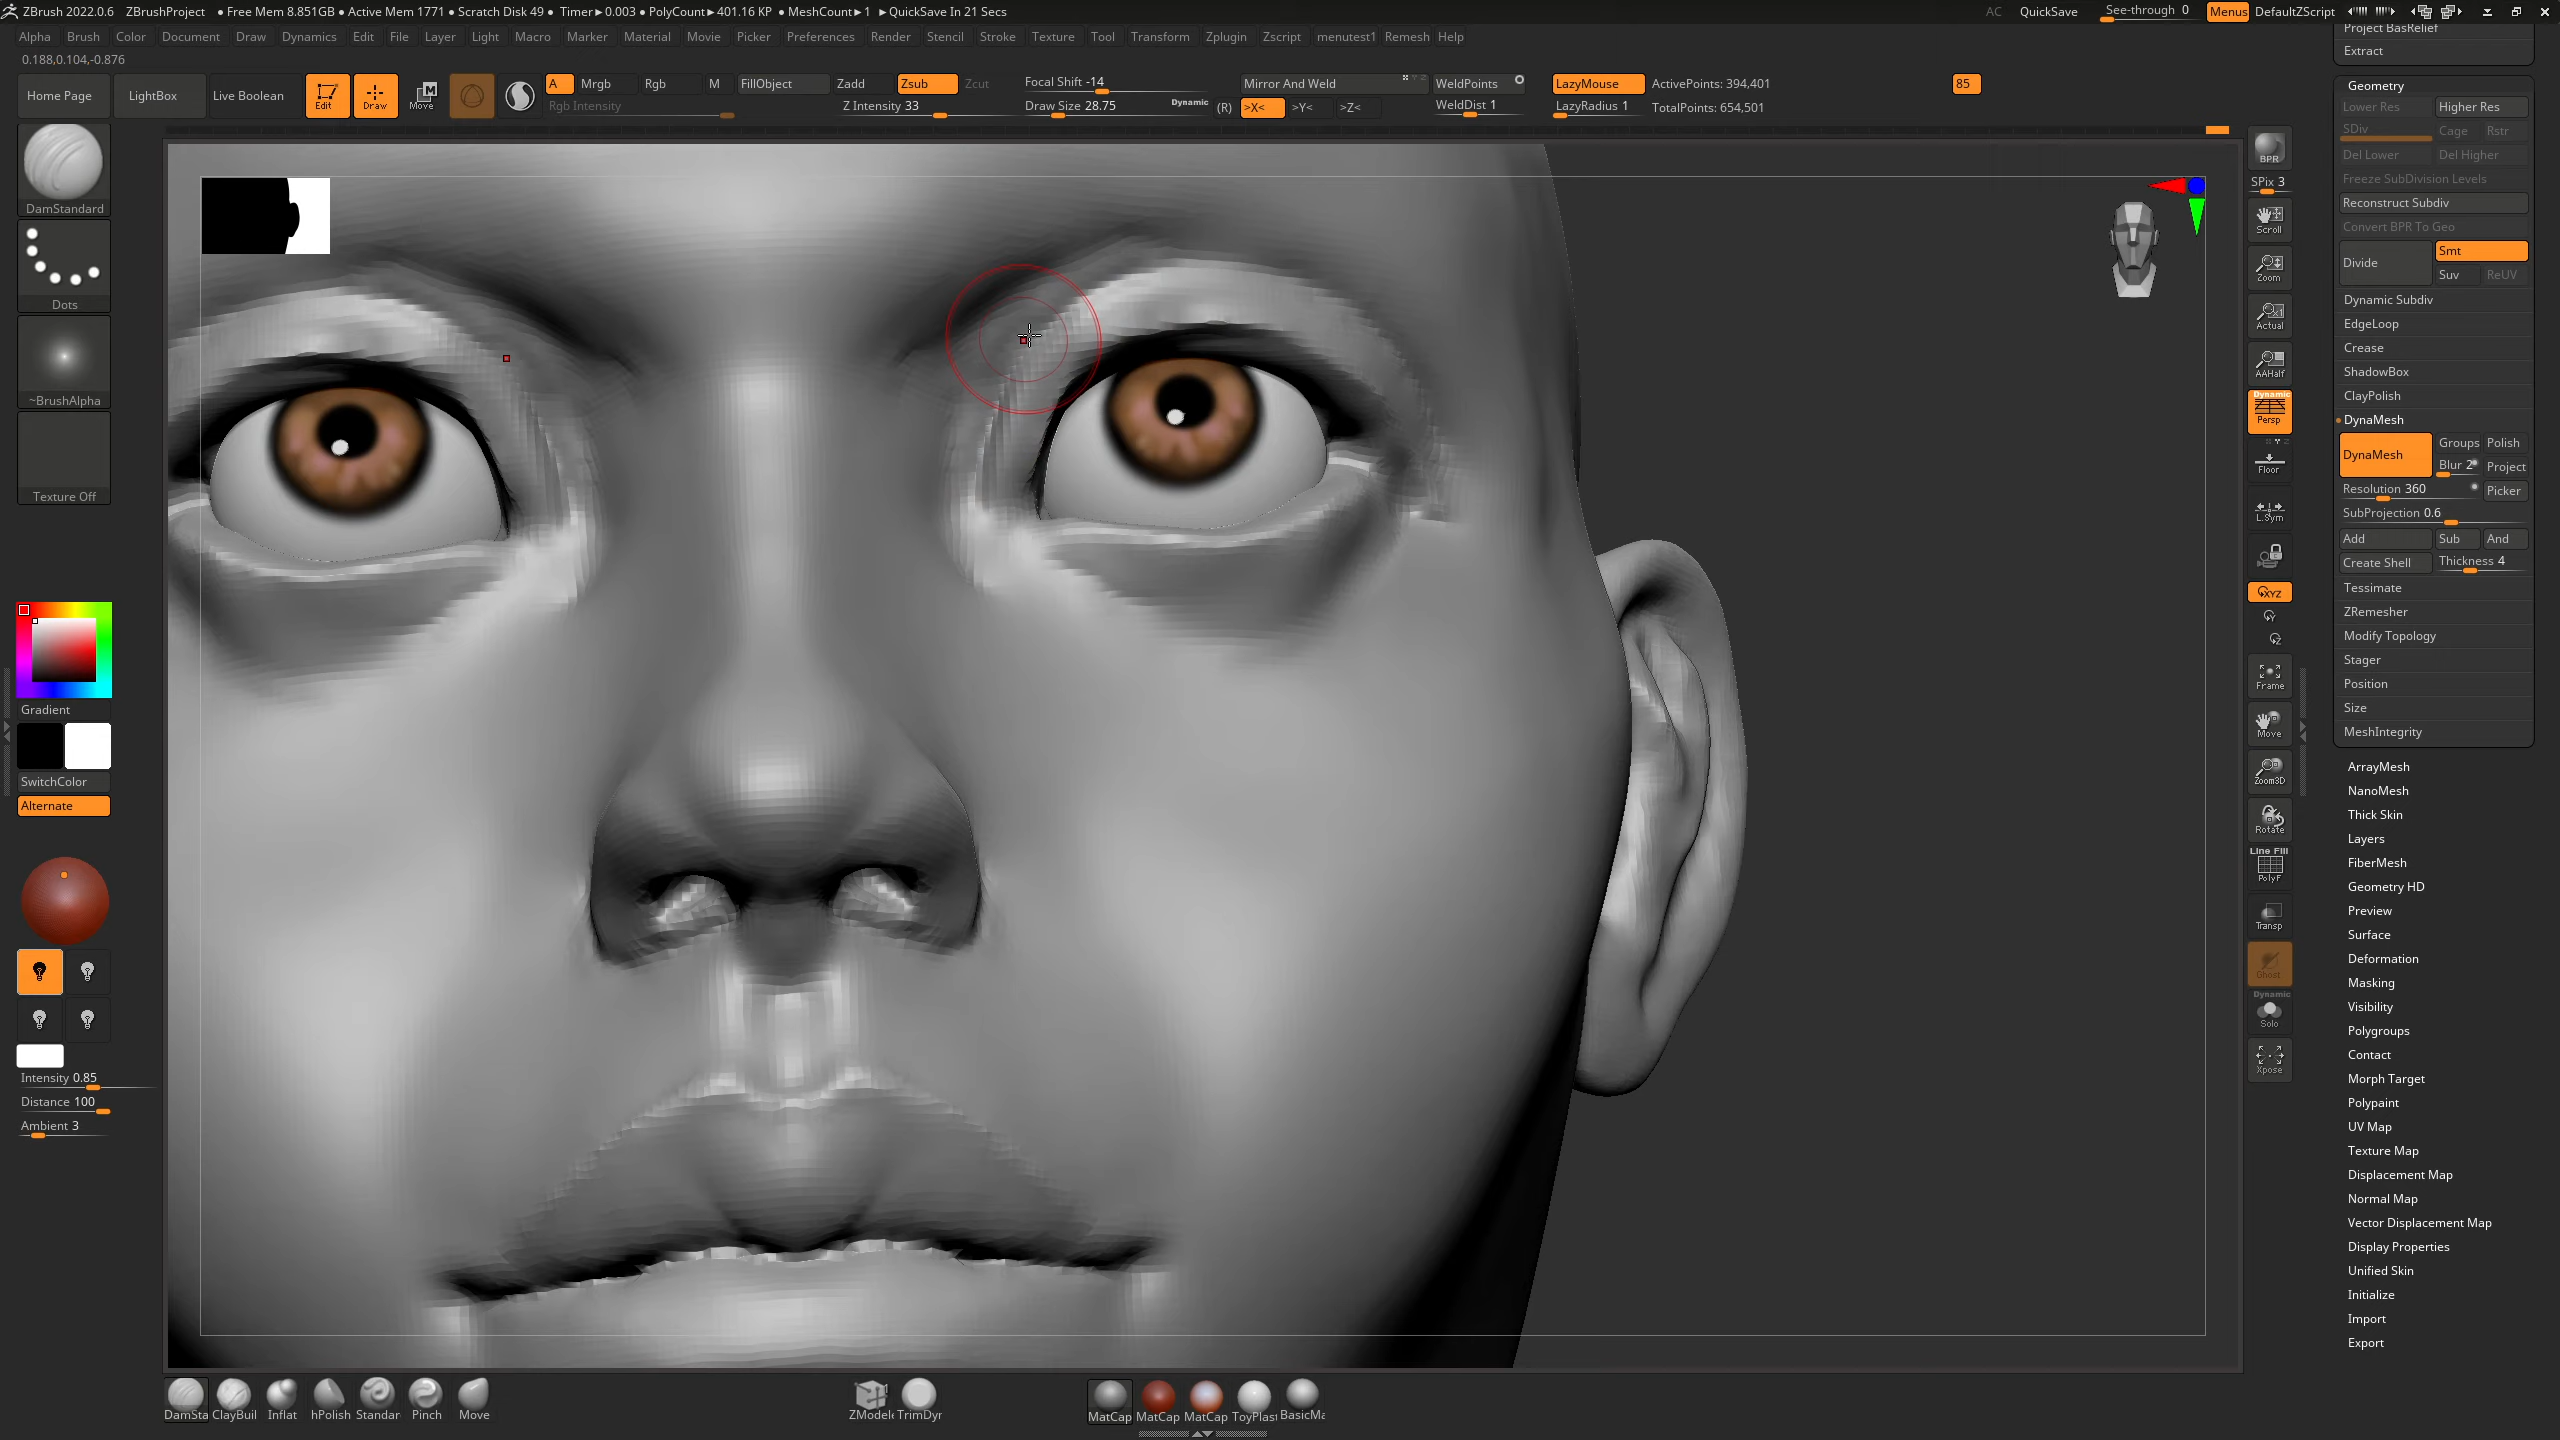 ZBrush 2022.0.6 ZBrushProject • Free Mem 8.851GB • Active Mem 1771 • Scratch Disk 49 • Timer►0.003 • PolyCount►401.16 KP • MeshCount►1 ►QuickSave In 21 Secs AC QuickSave See-through 0 Menus DefaultZScript
Alpha Brush Color Document Draw Dynamics Edit File Layer Light Macro Marker Material Movie Picker Preferences Render Stencil Stroke Texture Tool Transform Zplugin Zscript menutest1 Remesh Help
0.188,0.104,-0.876
Home Page LightBox Live Boolean Edit Draw Move
A Mrgb Rgb M FillObject Zadd Zsub Zcut
Rgb Intensity Z Intensity 33
Focal Shift -14
Draw Size 28.75 Dynamic
Mirror And Weld WeldPoints
(R) >X< >Y< >Z< WeldDist 1
LazyMouse ActivePoints: 394,401 85
LazyRadius 1 TotalPoints: 654,501
DamStandard
Dots
~BrushAlpha
Texture Off
Gradient
SwitchColor
Alternate
Intensity 0.85
Distance 100
Ambient 3
BPR
SPix 3
Scroll
Zoom
Actual
AAHalf
Dynamic
Persp
Floor
L.Sym
XYZ
Y
Z
Frame
Move
Zoom3D
Rotate
Line Fill
PolyF
Transp
Ghost
Dynamic
Solo
Xpose
Project BasRelief
Extract
Geometry
Lower Res Higher Res
SDiv Cage Rstr
Del Lower Del Higher
Freeze SubDivision Levels
Reconstruct Subdiv
Convert BPR To Geo
Divide Smt
Suv ReUV
Dynamic Subdiv
EdgeLoop
Crease
ShadowBox
ClayPolish
DynaMesh
DynaMesh Groups Polish
Blur 2 Project
Resolution 360 Picker
SubProjection 0.6
Add Sub And
Create Shell Thickness 4
Tessimate
ZRemesher
Modify Topology
Stager
Position
Size
MeshIntegrity
ArrayMesh
NanoMesh
Thick Skin
Layers
FiberMesh
Geometry HD
Preview
Surface
Deformation
Masking
Visibility
Polygroups
Contact
Morph Target
Polypaint
UV Map
Texture Map
Displacement Map
Normal Map
Vector Displacement Map
Display Properties
Unified Skin
Initialize
Import
Export
DamSta ClayBuil Inflat hPolish Standar Pinch Move ZModele TrimDyr MatCap MatCap MatCap ToyPlast BasicMa